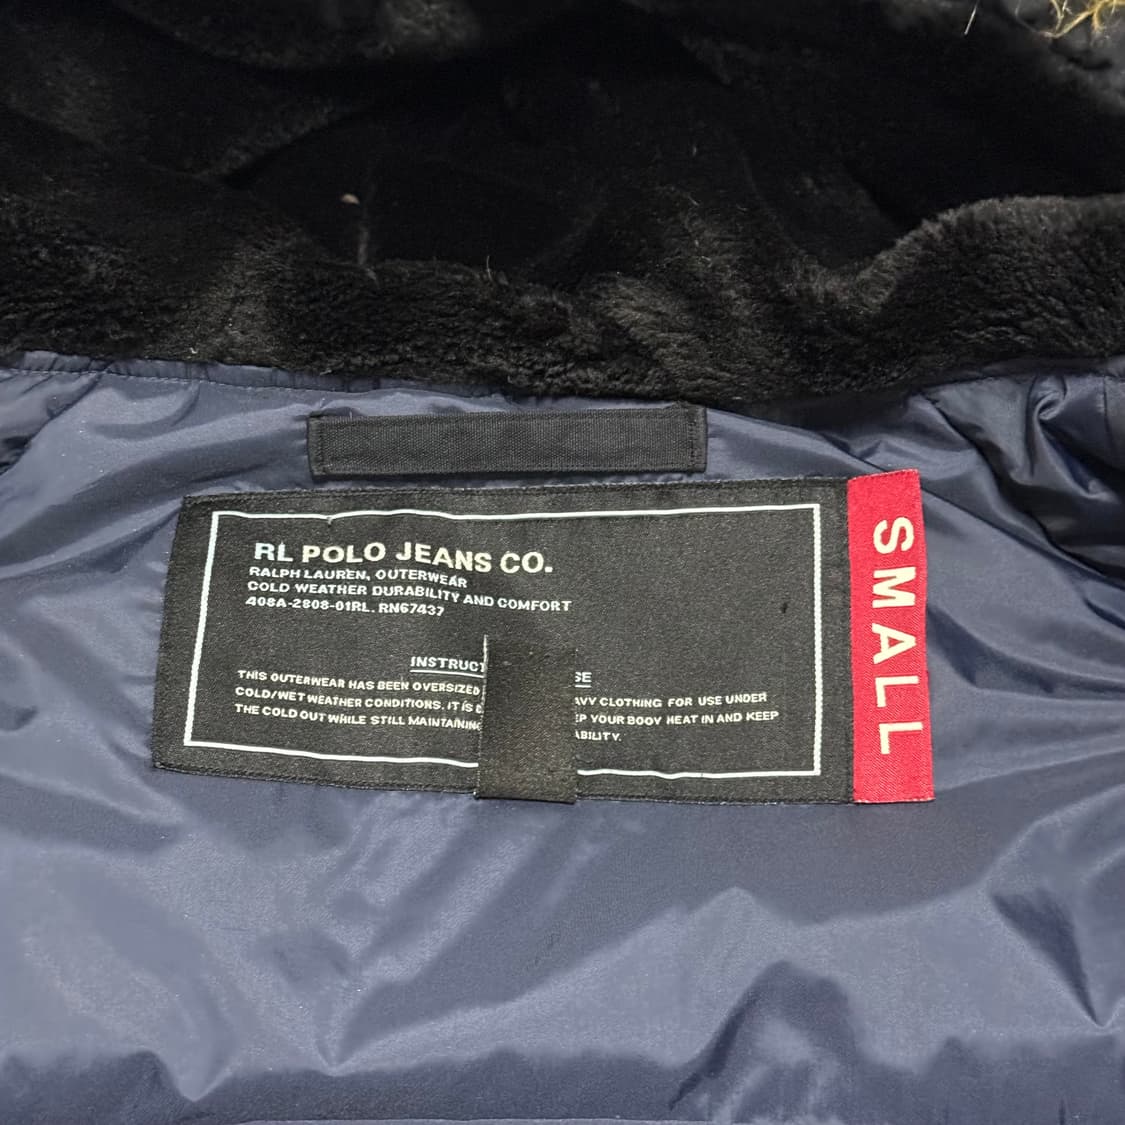 RL POLO JEANS CO.
RALPH LAUREN, OUTERWEAR
COLD WEATHER DURABILITY AND COMFORT
408A-2808-01RL. RN67437
INSTRUCT SE
THIS OUTERWEAR HAS BEEN OVERSIZED AVY CLOTHING FOR USE UNDER
COLD/WET WEATHER CONDITIONS. IT IS EP YOUR BODY HEAT IN AND KEEP
THE COLD OUT WHILE STILL MAINTAINING ABILITY.
SMALL